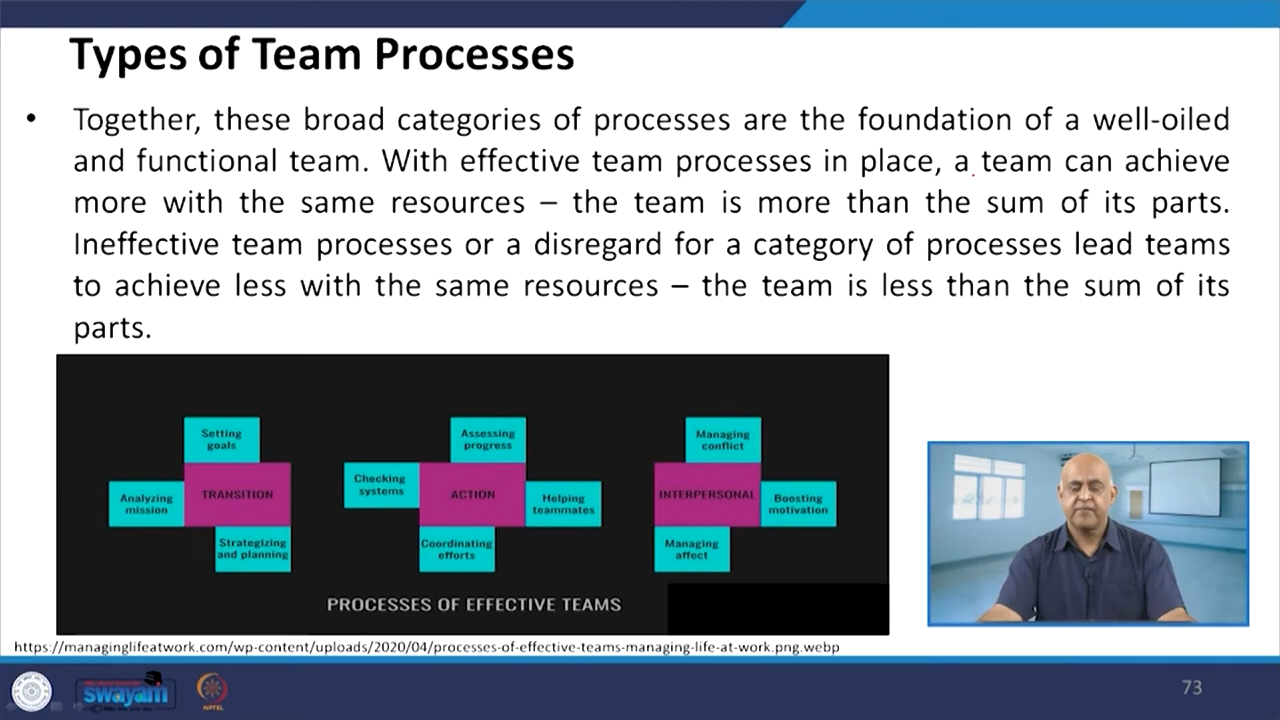 Types of Team Processes
• Together, these broad categories of processes are the foundation of a well-oiled
and functional team. With effective team processes in place, a team can achieve
more with the same resources – the team is more than the sum of its parts.
Ineffective team processes or a disregard for a category of processes lead teams
to achieve less with the same resources – the team is less than the sum of its
parts.
Setting
goals
Analyzing
mission
TRANSITION
Strategizing
and planning
Assessing
progress
Checking
systems
ACTION
Helping
teammates
Coordinating
efforts
Managing
conflict
INTERPERSONAL
Boosting
motivation
Managing
affect
PROCESSES OF EFFECTIVE TEAMS
https://managinglifeatwork.com/wp-content/uploads/2020/04/processes-of-effective-teams-managing-life-at-work.png.webp
swayam
NPTEL
73